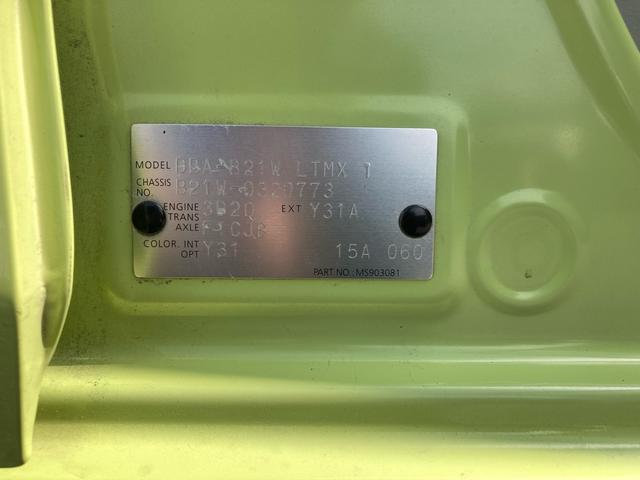 MODEL DBA-B21W LTMX 1
CHASSIS NO. B21W-0320773
ENGINE 3B20 EXT Y31A
TRANS AXLE
COLOR. INT OPT Y31 15A 060
PART NO.: MS903081